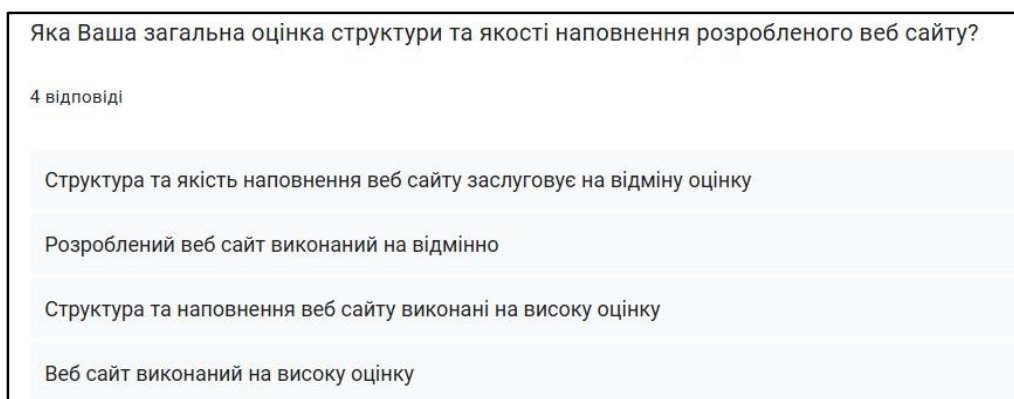 Яка Ваша загальна оцінка структури та якості наповнення розробленого веб сайту?
4 відповіді
Структура та якість наповнення веб сайту заслуговує на відміну оцінку
Розроблений веб сайт виконаний на відмінно
Структура та наповнення веб сайту виконані на високу оцінку
Веб сайт виконаний на високу оцінку